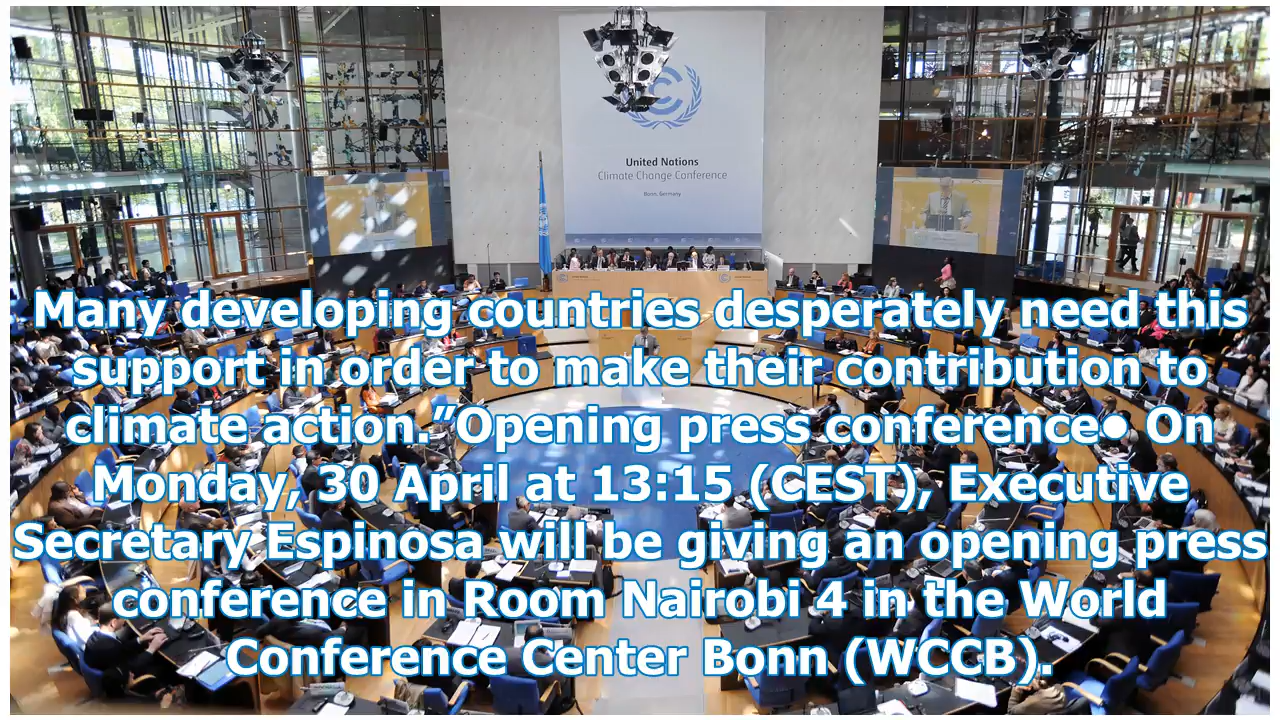 United Nations
Climate Change Conference
Bonn, Germany
Many developing countries desperately need this
support in order to make their contribution to
climate action.”Opening press conference● On
Monday, 30 April at 13:15 (CEST), Executive
Secretary Espinosa will be giving an opening press
conference in Room Nairobi 4 in the World
Conference Center Bonn (WCCB).